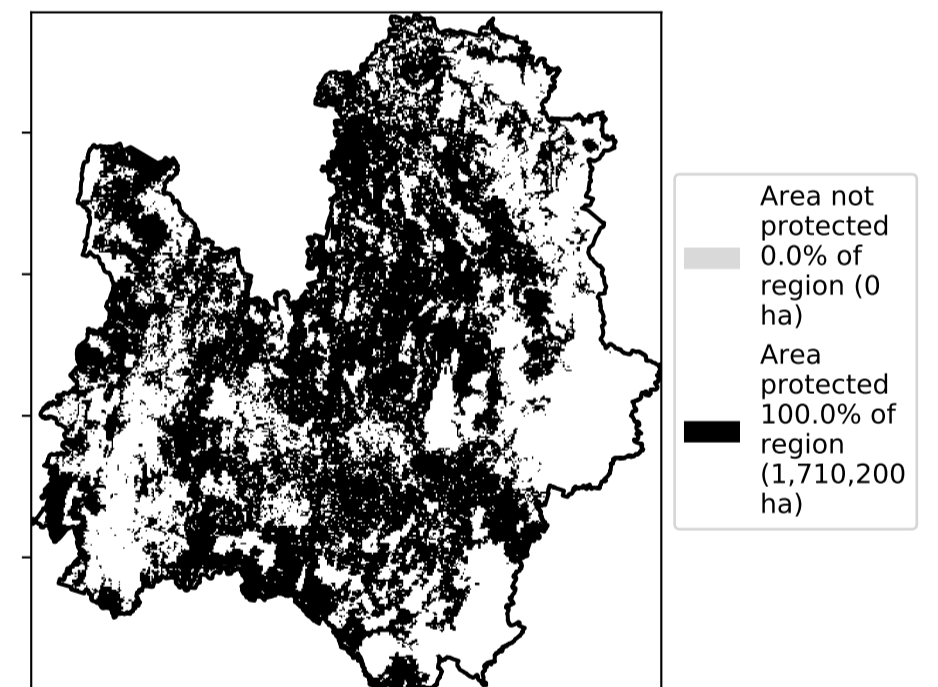 Area not
protected
0.0% of
region (0
ha)
Area
protected
100.0% of
region
(1,710,200
ha)